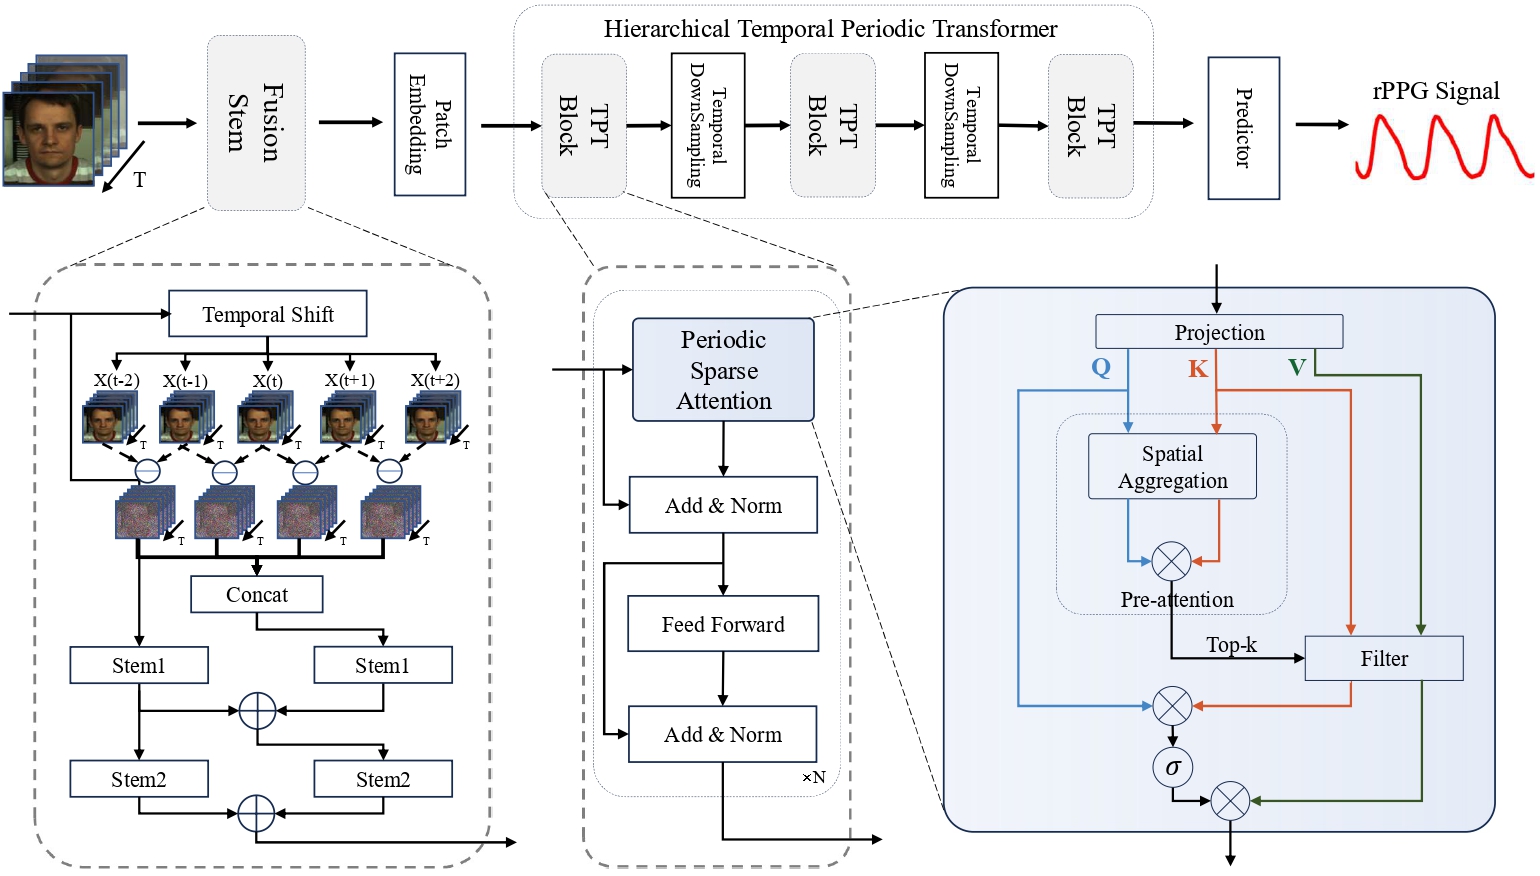 Hierarchical Temporal Periodic Transformer
T
Fusion
Stem
Patch
Embedding
TPT
Block
Temporal
DownSampling
TPT
Block
Temporal
DownSampling
TPT
Block
Predictor
rPPG Signal
Temporal Shift
X(t-2)
X(t-1)
X(t)
X(t+1)
X(t+2)
T
T
T
T
T
T
T
T
T
Concat
Stem1
Stem1
Stem2
Stem2
Periodic
Sparse
Attention
Add & Norm
Feed Forward
Add & Norm
×N
Projection
Q
K
V
Spatial
Aggregation
Pre-attention
Top-k
Filter
σ